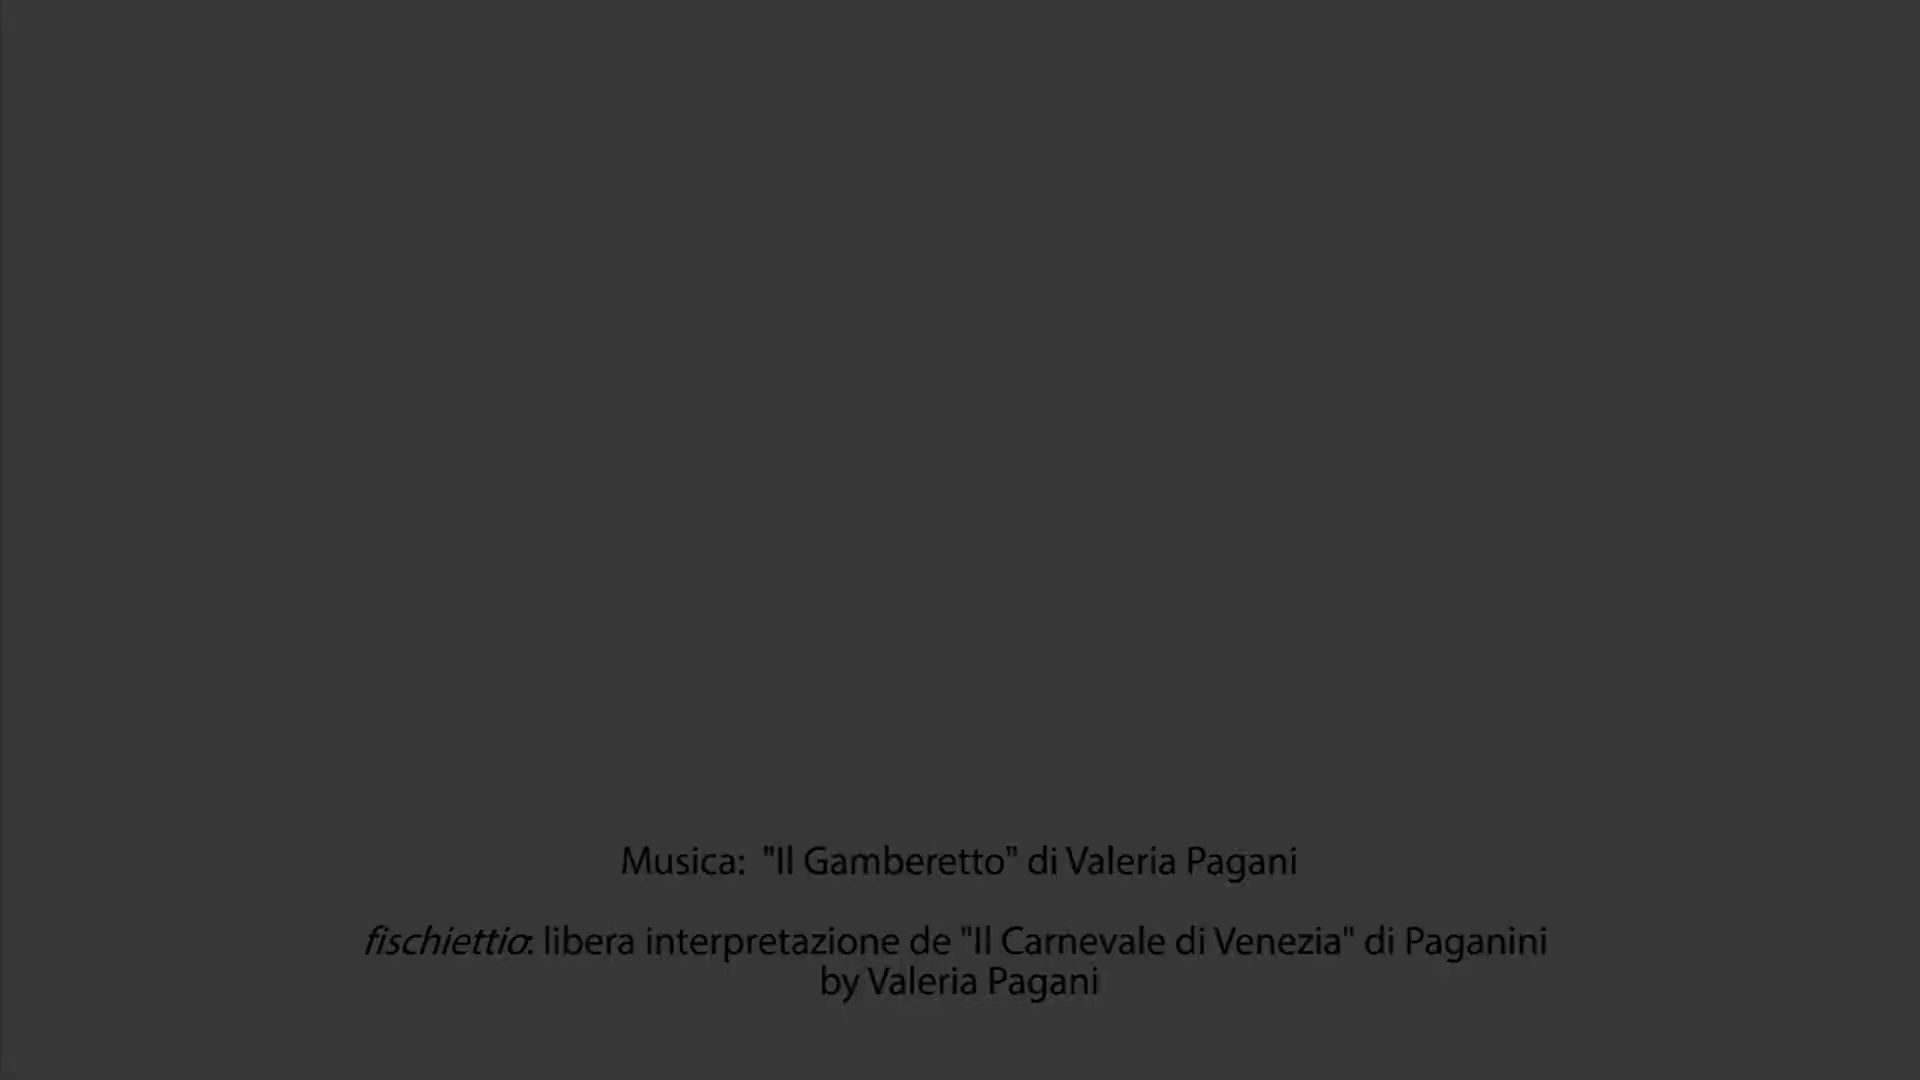 Musica:  "Il Gamberetto" di Valeria Pagani
fischiettio: libera interpretazione de "Il Carnevale di Venezia" di Paganini
by Valeria Pagani